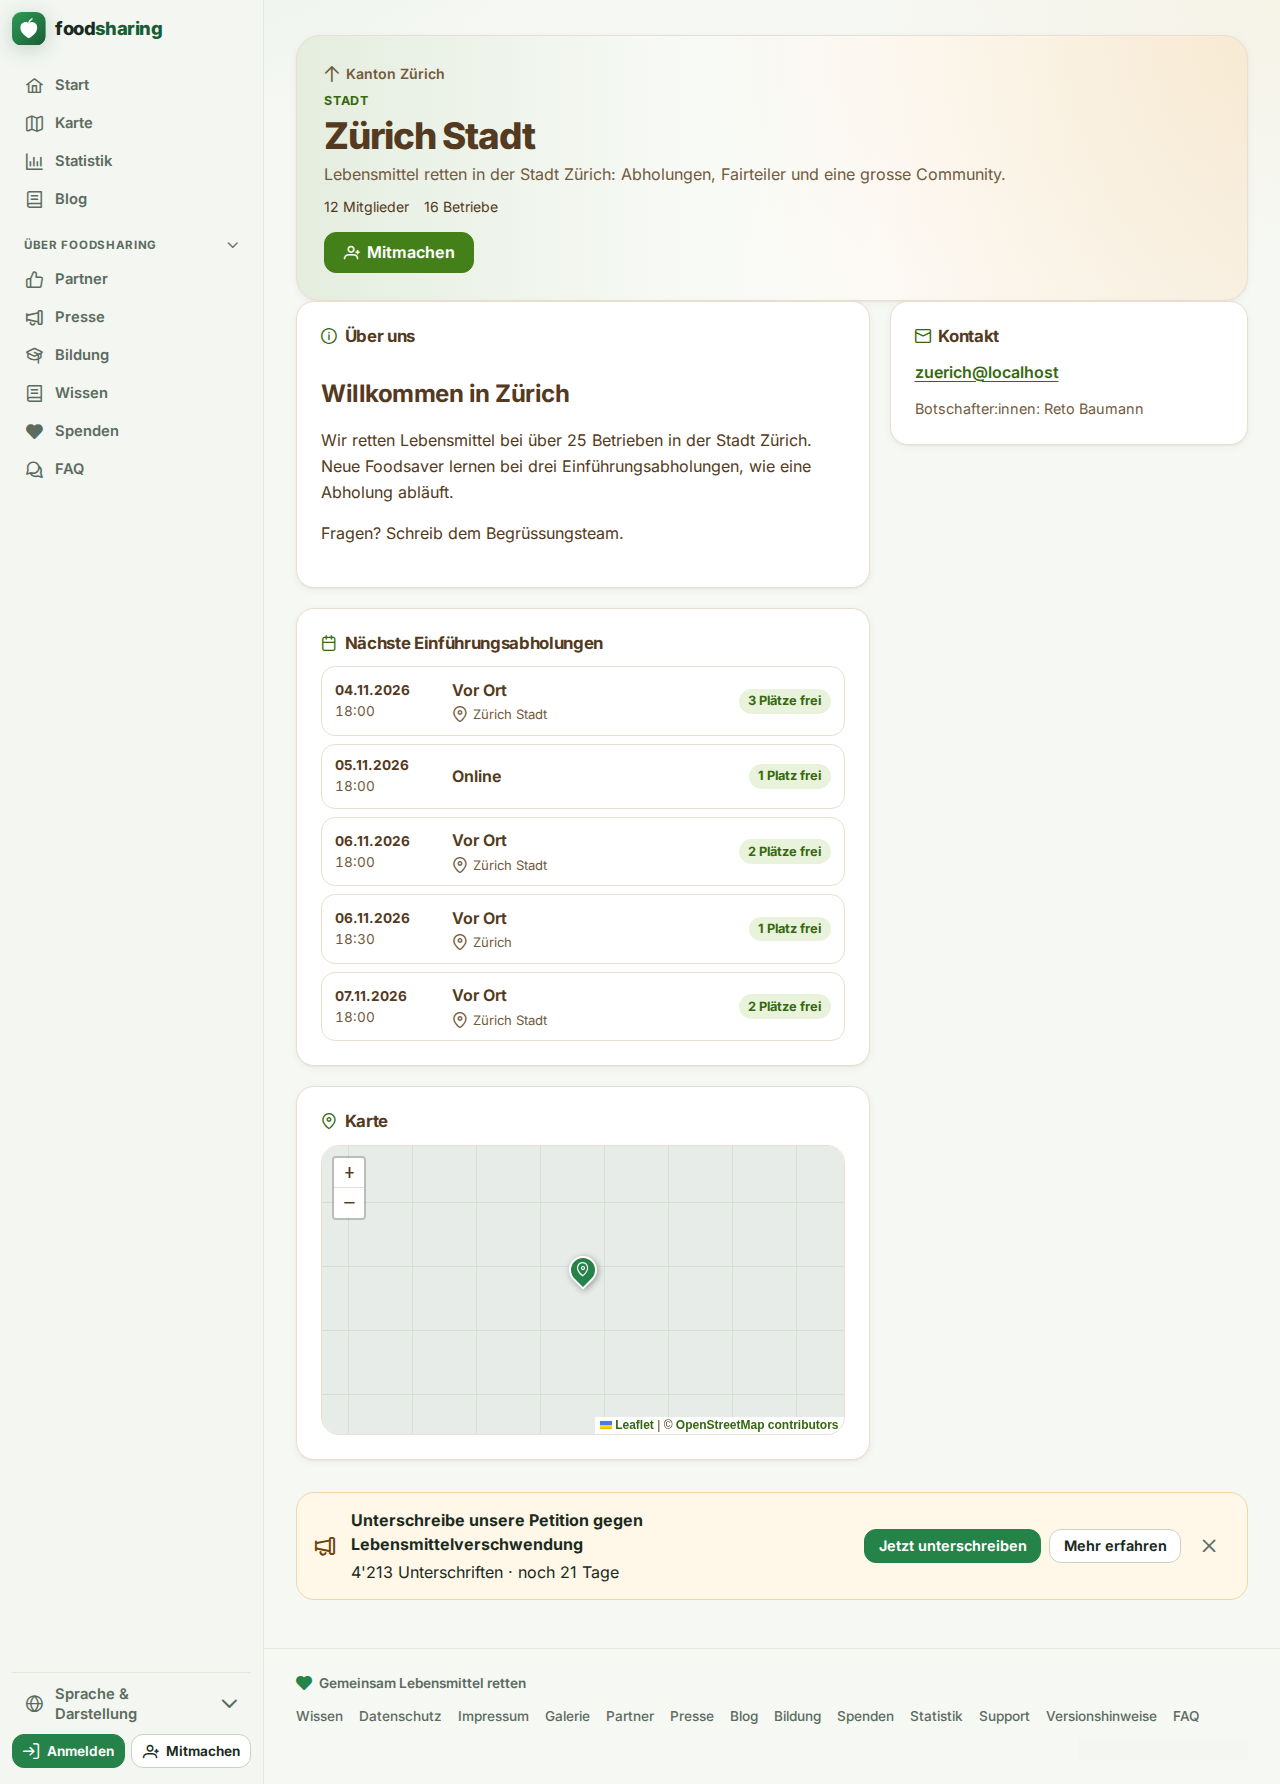 foodsharing
Start
Karte
Statistik
Blog
ÜBER FOODSHARING
Partner
Presse
Bildung
Wissen
Spenden
FAQ
Sprache &
Darstellung
Anmelden
Mitmachen
Kanton Zürich
STADT
Zürich Stadt
Lebensmittel retten in der Stadt Zürich: Abholungen, Fairteiler und eine grosse Community.
12 Mitglieder 16 Betriebe
Mitmachen
Über uns
Willkommen in Zürich
Wir retten Lebensmittel bei über 25 Betrieben in der Stadt Zürich.
Neue Foodsaver lernen bei drei Einführungsabholungen, wie eine
Abholung abläuft.
Fragen? Schreib dem Begrüssungsteam.
Kontakt
zuerich@localhost
Botschafter:innen: Reto Baumann
Nächste Einführungsabholungen
04.11.2026 Vor Ort 3 Plätze frei
18:00 Zürich Stadt
05.11.2026 Online 1 Platz frei
18:00
06.11.2026 Vor Ort 2 Plätze frei
18:00 Zürich Stadt
06.11.2026 Vor Ort 1 Platz frei
18:30 Zürich
07.11.2026 Vor Ort 2 Plätze frei
18:00 Zürich Stadt
Karte
+
−
Leaflet | © OpenStreetMap contributors
Unterschreibe unsere Petition gegen
Lebensmittelverschwendung
4'213 Unterschriften · noch 21 Tage
Jetzt unterschreiben Mehr erfahren
Gemeinsam Lebensmittel retten
Wissen Datenschutz Impressum Galerie Partner Presse Blog Bildung Spenden Statistik Support Versionshinweise FAQ